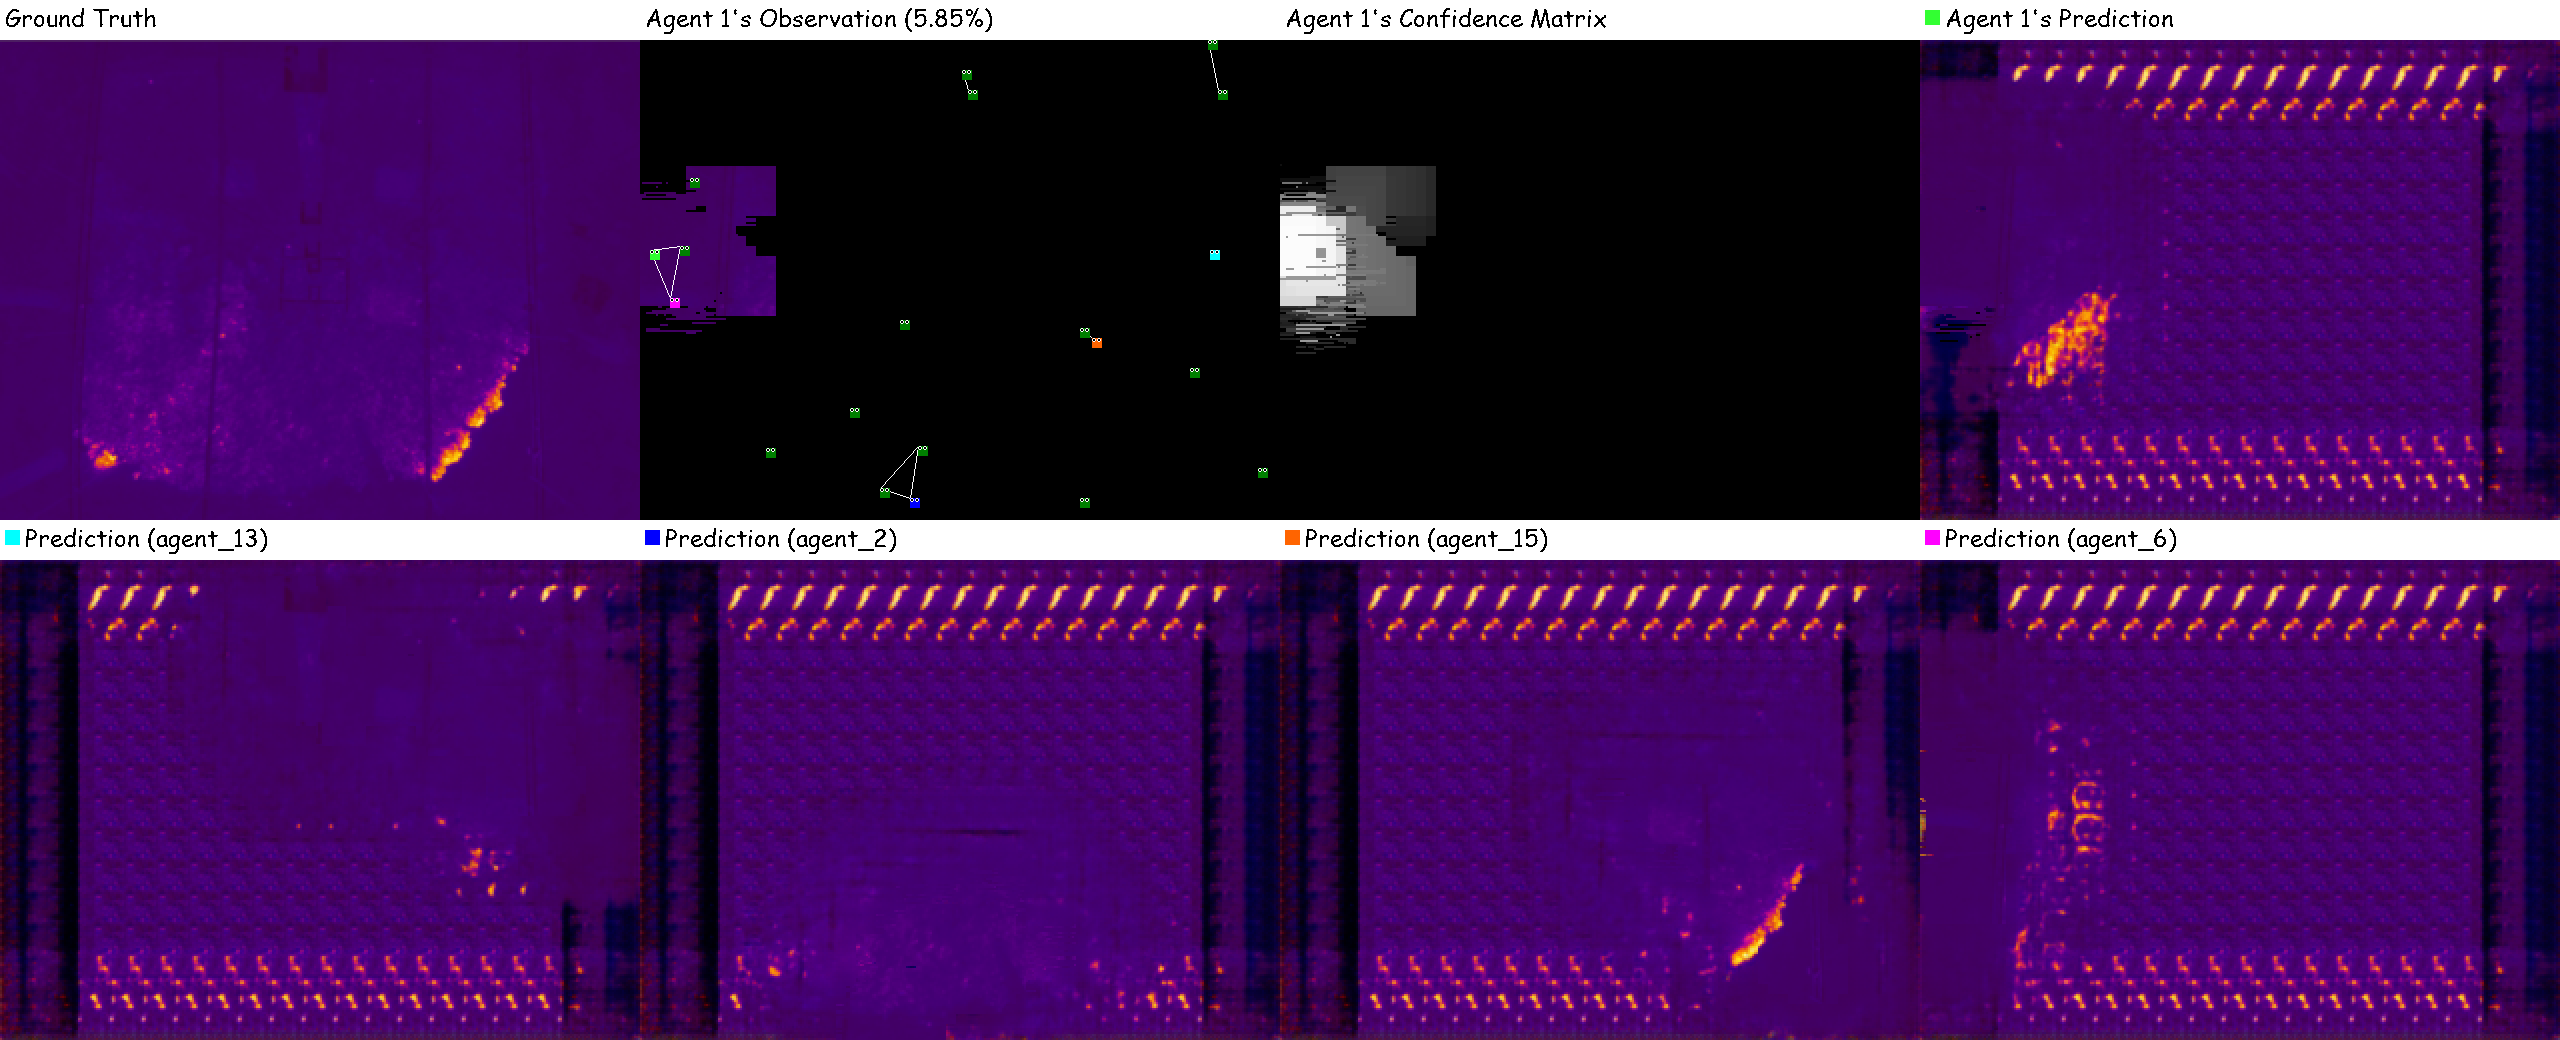 Ground Truth
Agent 1's Observation (5.85%)
Agent 1's Confidence Matrix
Agent 1's Prediction
Prediction (agent_13)
Prediction (agent_2)
Prediction (agent_15)
Prediction (agent_6)